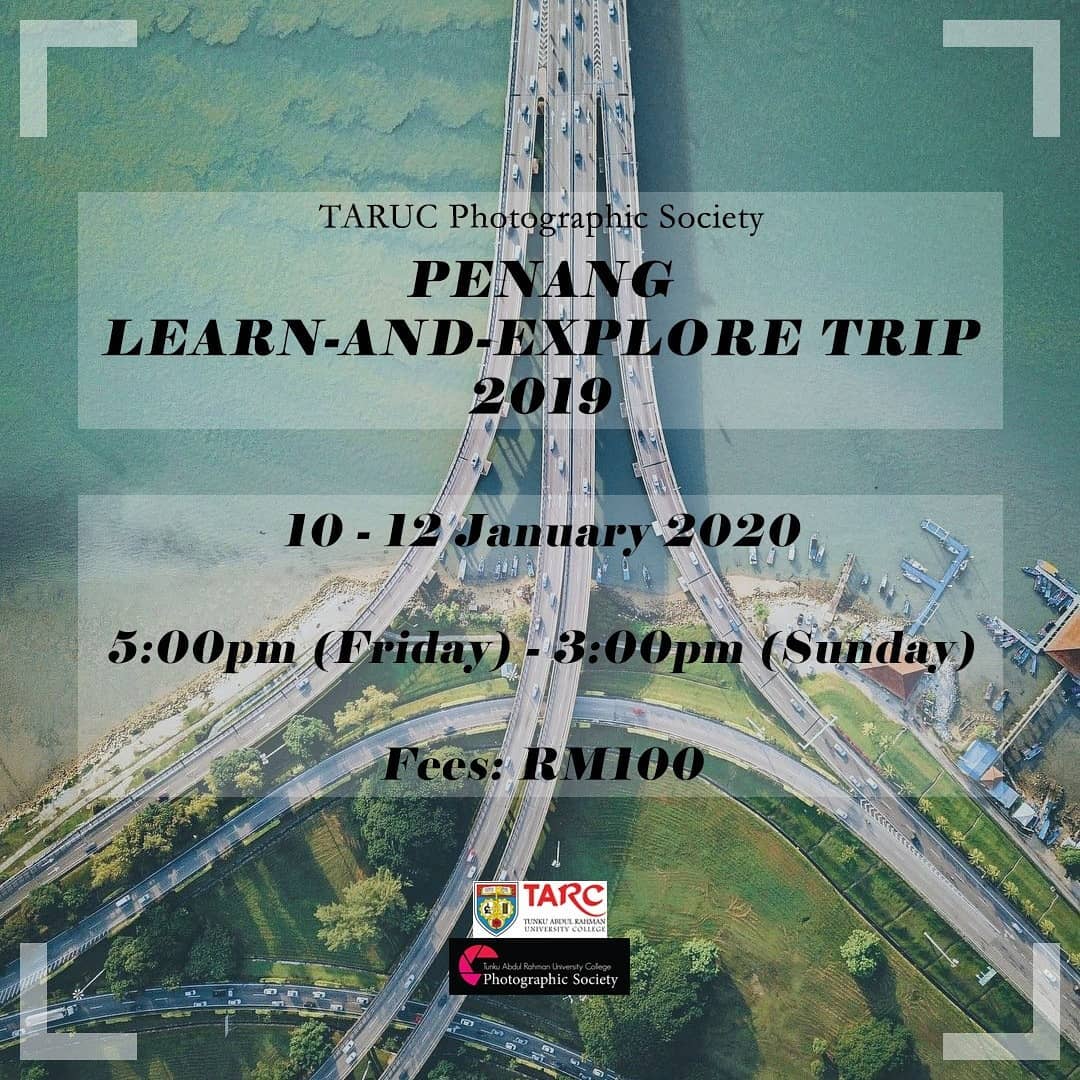 TARUC Photographic Society
PENANG
LEARN-AND-EXPLORE TRIP
2019
10 - 12 January 2020
5:00pm (Friday) - 3:00pm (Sunday)
Fees: RM100
TARC
TUNKU ABDUL RAHMAN
UNIVERSITY COLLEGE
Tunku Abdul Rahman University College
Photographic Society